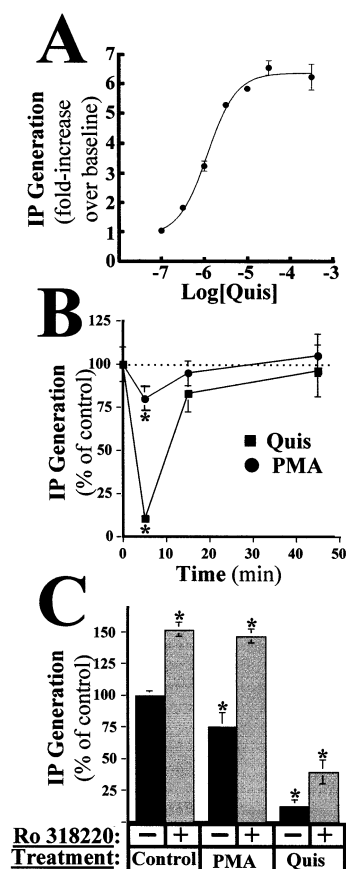 A
IP Generation
(fold-increase
over baseline)
7
6
5
4
3
2
1
0
-7 -6 -5 -4 -3
Log[Quis]
B
IP Generation
(% of control)
125
100
75
50
25
0
*
*
Quis
PMA
0 10 20 30 40 50
Time (min)
C
IP Generation
(% of control)
150
125
100
75
50
25
* * * * *
Ro 318220: − + − + − +
Treatment: Control PMA Quis